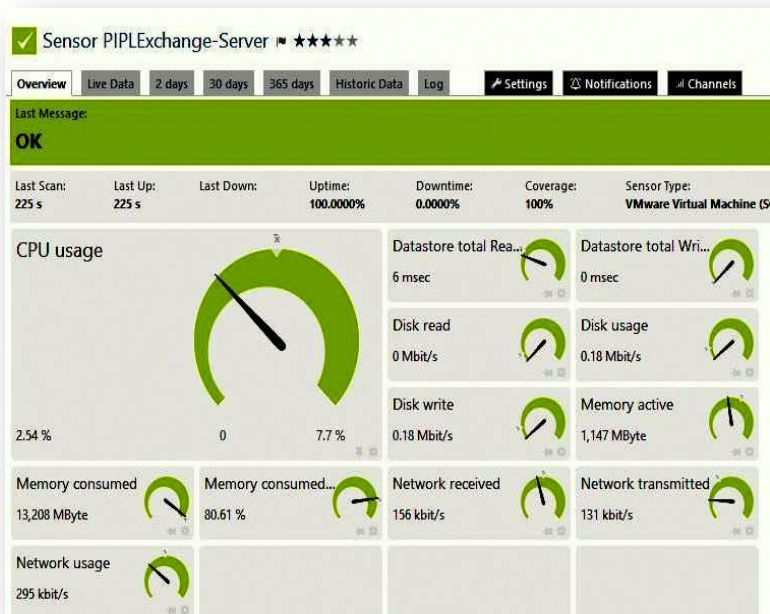 Sensor PIPLExchange-Server
Overview Live Data 2 days 30 days 365 days Historic Data Log Settings Notifications Channels
Last Message:
OK
Last Scan: Last Up: Last Down: Uptime: Downtime: Coverage: Sensor Type:
225 s 225 s 100.0000% 0.0000% 100% VMware Virtual Machine (S
CPU usage
2.54 % 0 7.7 %
Datastore total Rea...
6 msec
Datastore total Wri...
0 msec
Disk read
0 Mbit/s
Disk usage
0.18 Mbit/s
Disk write
0.18 Mbit/s
Memory active
1,147 MByte
Memory consumed
13,208 MByte
Memory consumed...
80.61 %
Network received
156 kbit/s
Network transmitted
131 kbit/s
Network usage
295 kbit/s